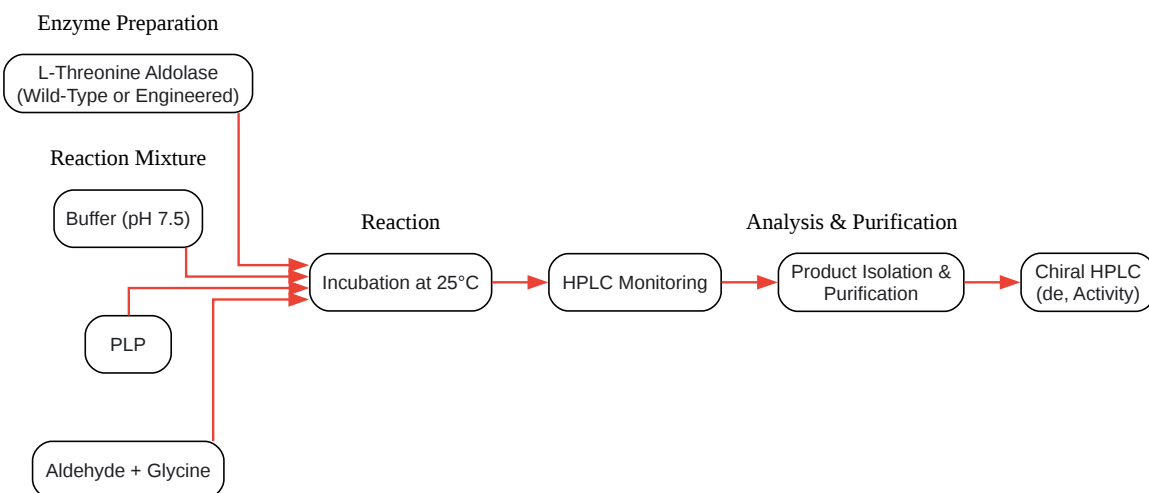 Enzyme Preparation
L-Threonine Aldolase
(Wild-Type or Engineered)
Reaction Mixture
Buffer (pH 7.5)
PLP
Aldehyde + Glycine
Reaction
Incubation at 25°C
HPLC Monitoring
Analysis & Purification
Product Isolation &
Purification
Chiral HPLC
(de, Activity)